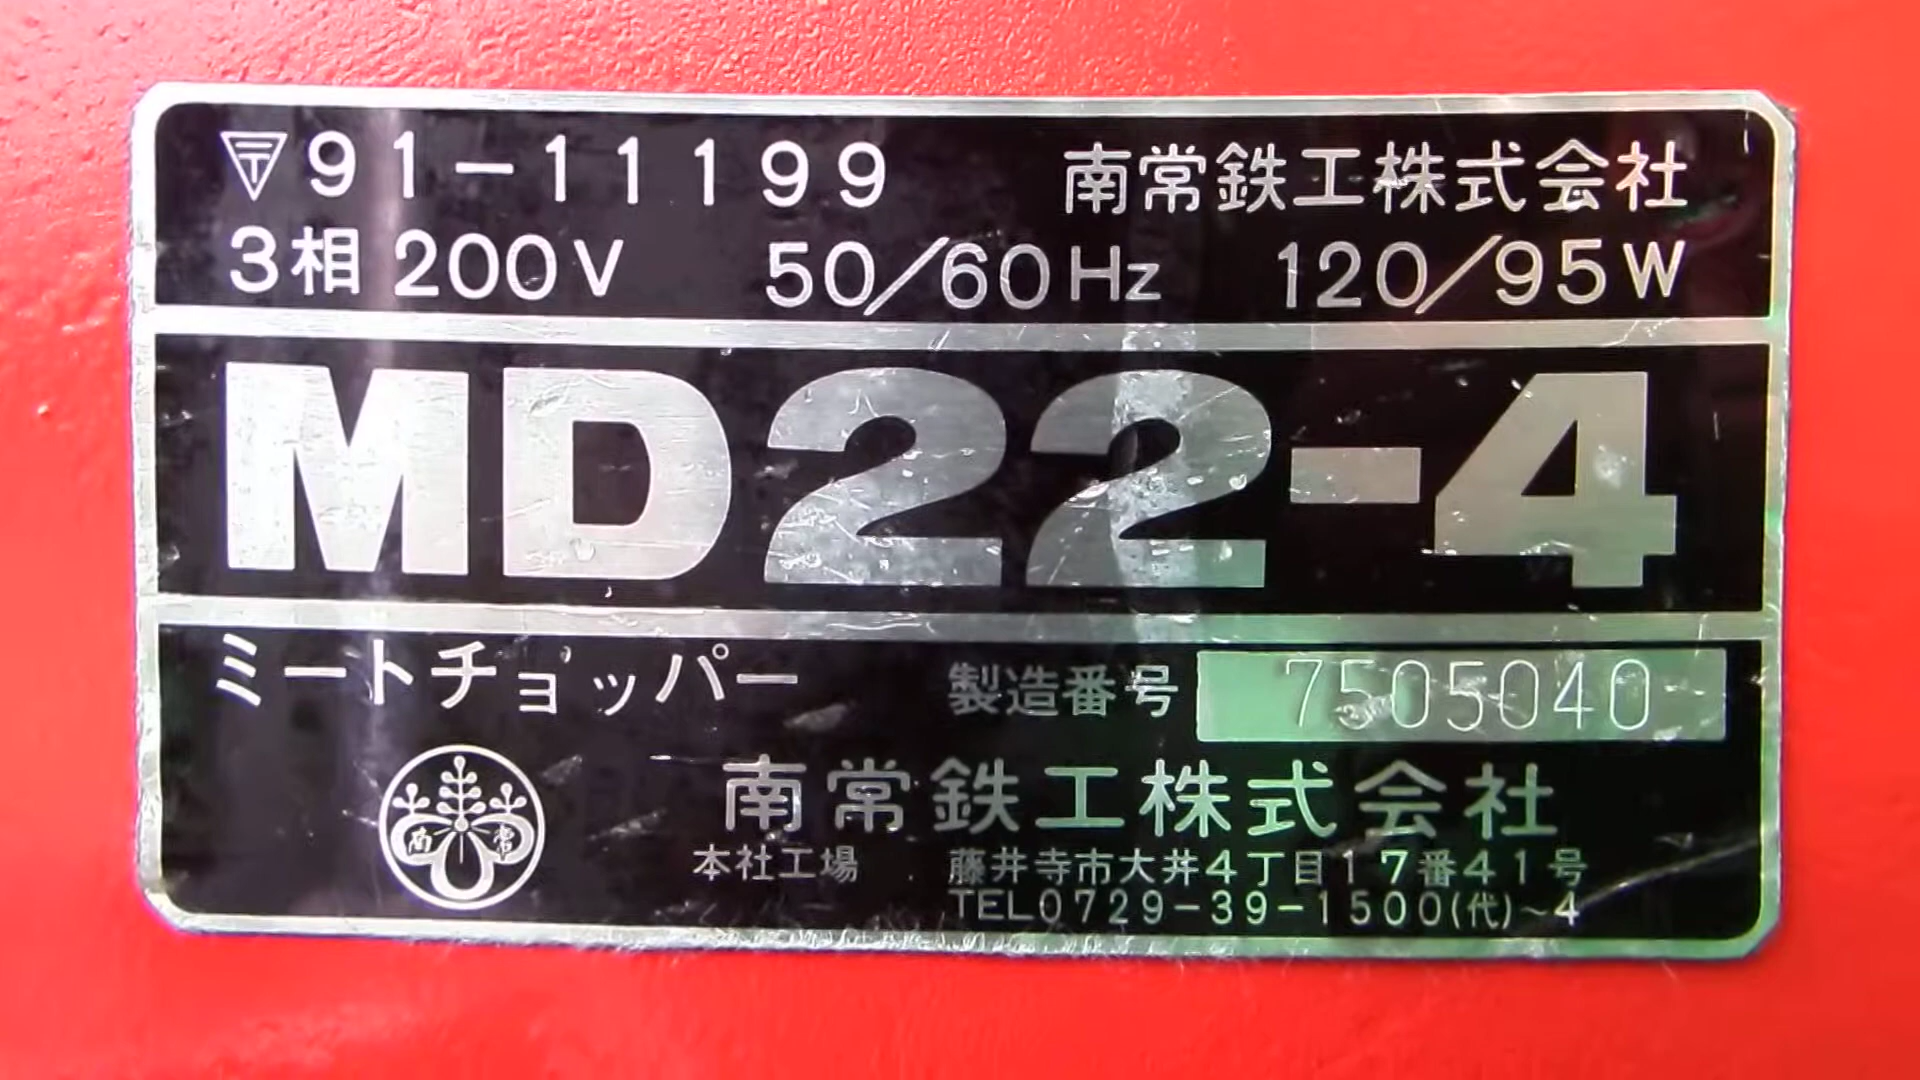 〒91-11199 南常鉄工株式会社
3相 200V 50/60Hz 120/95W
MD22-4
ミートチョッパー 製造番号 7505040
南常
南常鉄工株式会社
本社工場 藤井寺市大井4丁目17番41号
TEL0729-39-1500(代)~4